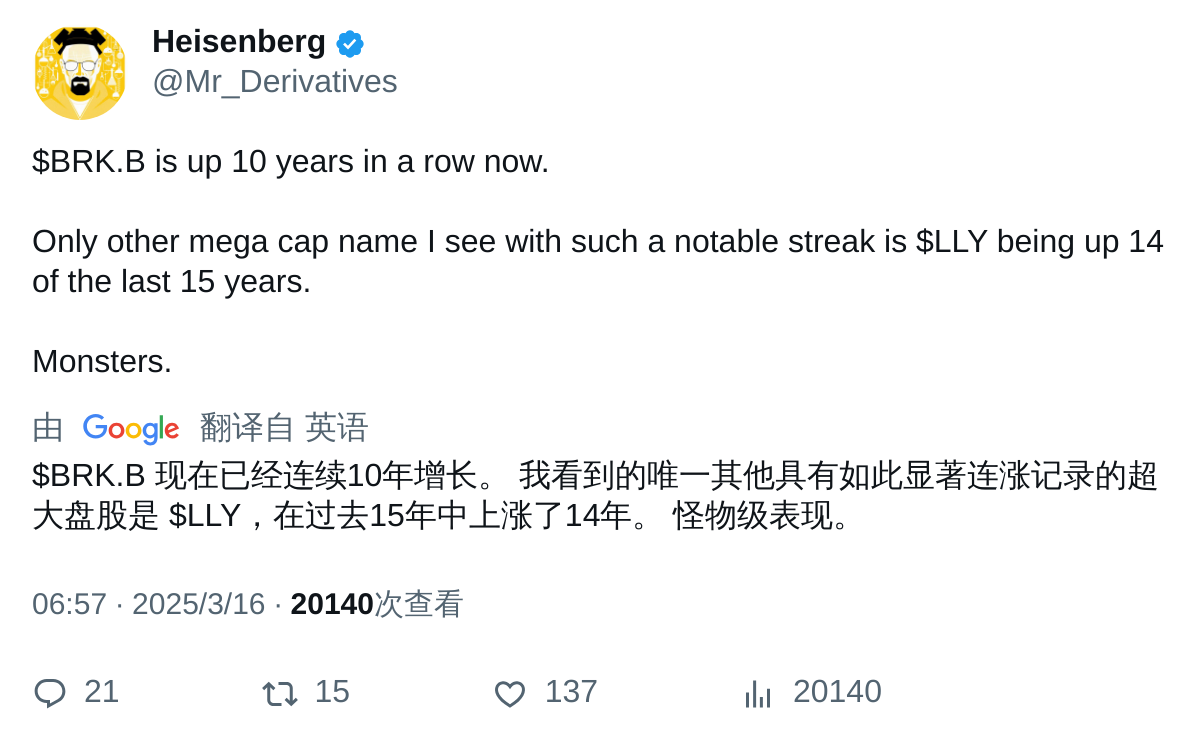 Heisenberg
@Mr_Derivatives
$BRK.B is up 10 years in a row now.
Only other mega cap name I see with such a notable streak is $LLY being up 14
of the last 15 years.
Monsters.
由 Google 翻译自 英语
$BRK.B 现在已经连续10年增长。 我看到的唯一其他具有如此显著连涨记录的超
大盘股是 $LLY，在过去15年中上涨了14年。 怪物级表现。
06:57 · 2025/3/16 · 20140次查看
21 15 137 20140